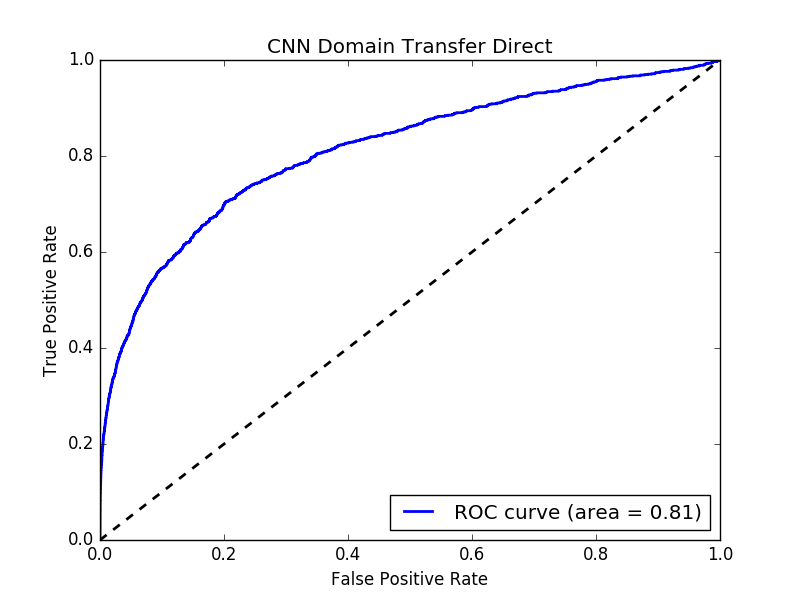 CNN Domain Transfer Direct
1.0
0.8
0.6
0.4
0.2
0.0
True Positive Rate
ROC curve (area = 0.81)
0.0 0.2 0.4 0.6 0.8 1.0
False Positive Rate